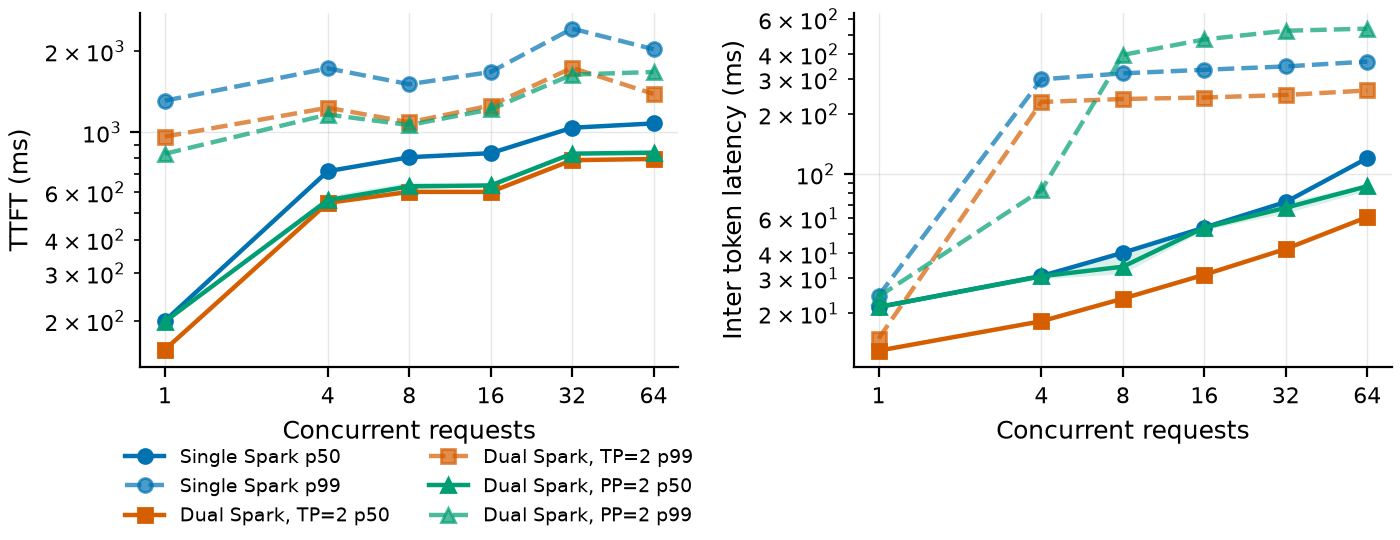 TTFT (ms)
2 × 10³
10³
6 × 10²
4 × 10²
3 × 10²
2 × 10²
1 4 8 16 32 64
Concurrent requests
Inter token latency (ms)
6 × 10²
4 × 10²
3 × 10²
2 × 10²
10²
6 × 10¹
4 × 10¹
3 × 10¹
2 × 10¹
1 4 8 16 32 64
Concurrent requests
Single Spark p50
Single Spark p99
Dual Spark, TP=2 p50
Dual Spark, TP=2 p99
Dual Spark, PP=2 p50
Dual Spark, PP=2 p99